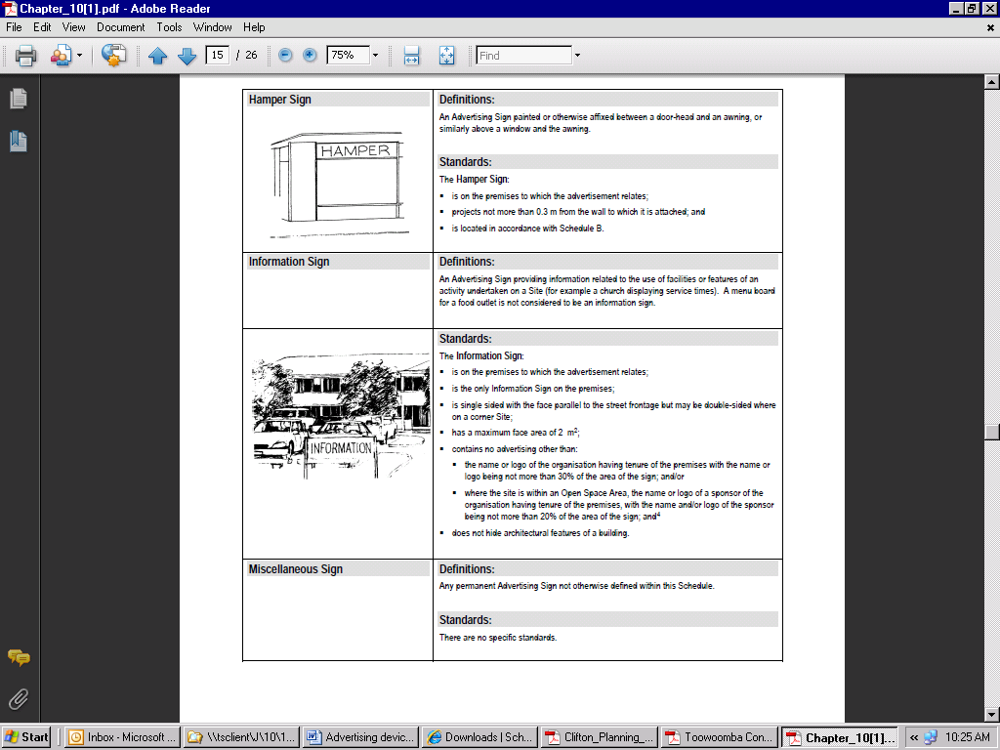 Chapter_10[1].pdf - Adobe Reader
File Edit View Document Tools Window Help
15 / 26 75% Find
Hamper Sign
HAMPER
Definitions:
An Advertising Sign painted or otherwise affixed between a door-head and an awning, or
similarly above a window and the awning.
Standards:
The Hamper Sign:
▪ is on the premises to which the advertisement relates;
▪ projects not more than 0.3 m from the wall to which it is attached; and
▪ is located in accordance with Schedule B.
Information Sign
Definitions:
An Advertising Sign providing information related to the use of facilities or features of an
activity undertaken on a Site (for example a church displaying service times). A menu board
for a food outlet is not considered to be an information sign.
INFORMATION
Standards:
The Information Sign:
▪ is on the premises to which the advertisement relates;
▪ is the only Information Sign on the premises;
▪ is single sided with the face parallel to the street frontage but may be double-sided where
on a corner Site;
▪ has a maximum face area of 2 m²;
▪ contains no advertising other than:
▪ the name or logo of the organisation having tenure of the premises with the name or
logo being not more than 30% of the area of the sign; and/or
▪ where the site is within an Open Space Area, the name or logo of a sponsor of the
organisation having tenure of the premises, with the name and/or logo of the sponsor
being not more than 20% of the area of the sign; and⁴
▪ does not hide architectural features of a building.
Miscellaneous Sign
Definitions:
Any permanent Advertising Sign not otherwise defined within this Schedule.
Standards:
There are no specific standards.
Start Inbox - Microsoft ... \\tsclient\J\10\1... Advertising devic... Downloads | Sch... Clifton_Planning_... Toowoomba Con... Chapter_10[1].... « 10:25 AM